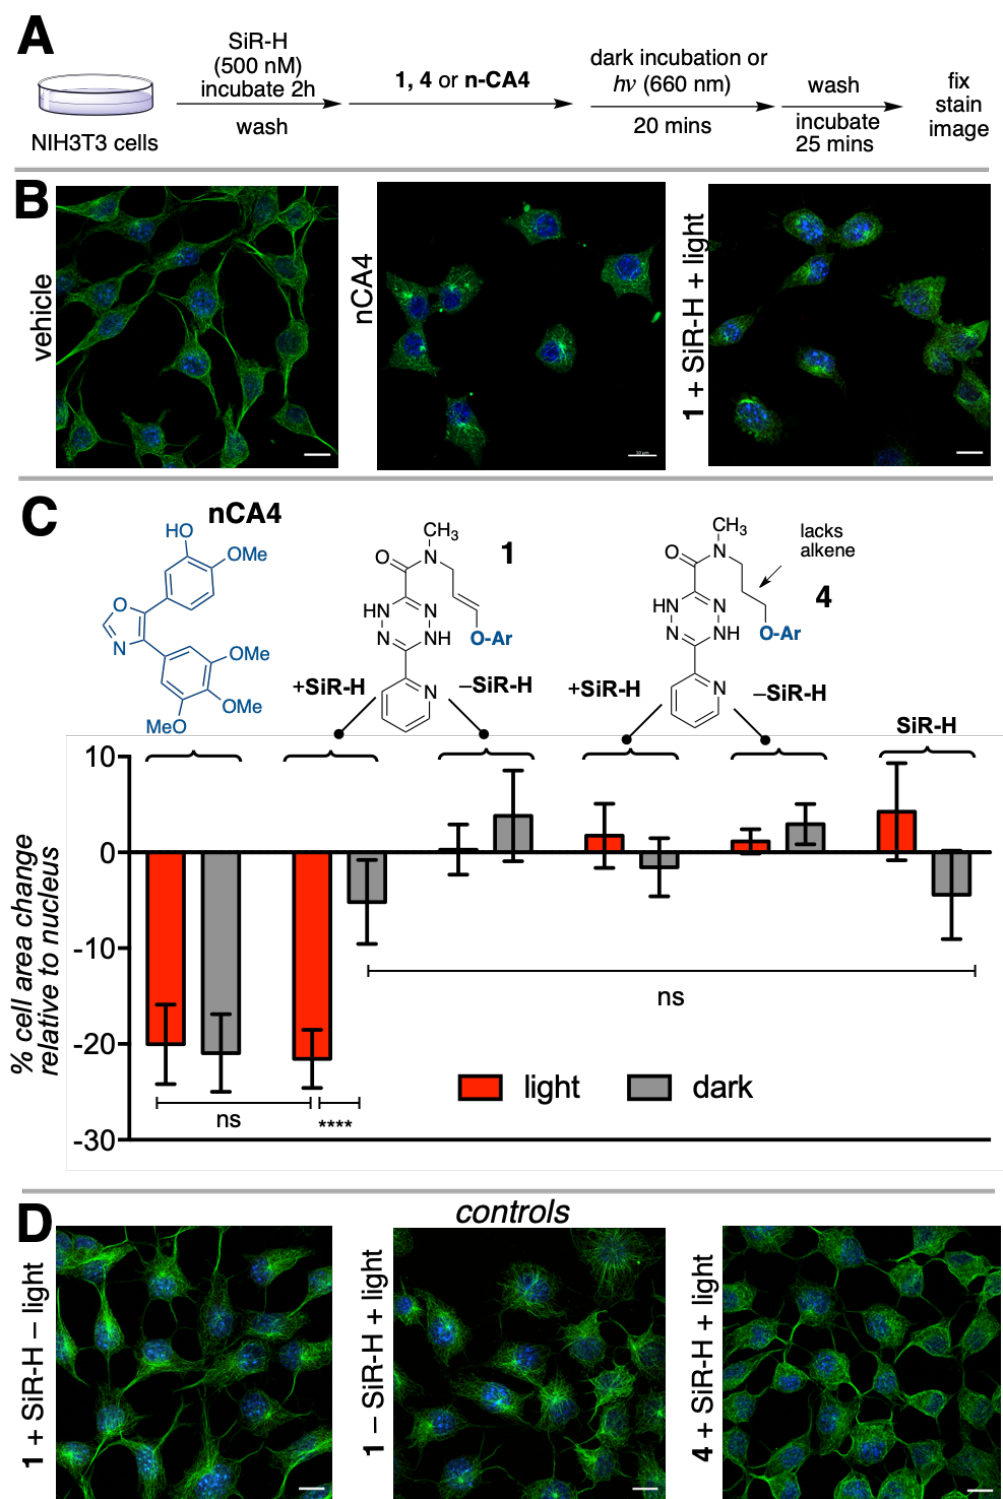 A
SiR-H
(500 nM)
incubate 2h
wash
NIH3T3 cells
1, 4 or n-CA4
dark incubation or
hν (660 nm)
20 mins
wash
incubate
25 mins
fix
stain
image
B
vehicle
nCA4
1 + SiR-H + light
C
nCA4
HO
OMe
O
N
OMe
OMe
MeO
CH3
O
N
1
HN
N
N
NH
O-Ar
N
+SiR-H
–SiR-H
CH3
O
N
lacks
alkene
4
HN
N
N
NH
O-Ar
N
+SiR-H
–SiR-H
SiR-H
% cell area change
relative to nucleus
10
0
-10
-20
-30
ns
ns
****
light
dark
D
controls
1 + SiR-H – light
1 – SiR-H + light
4 + SiR-H + light